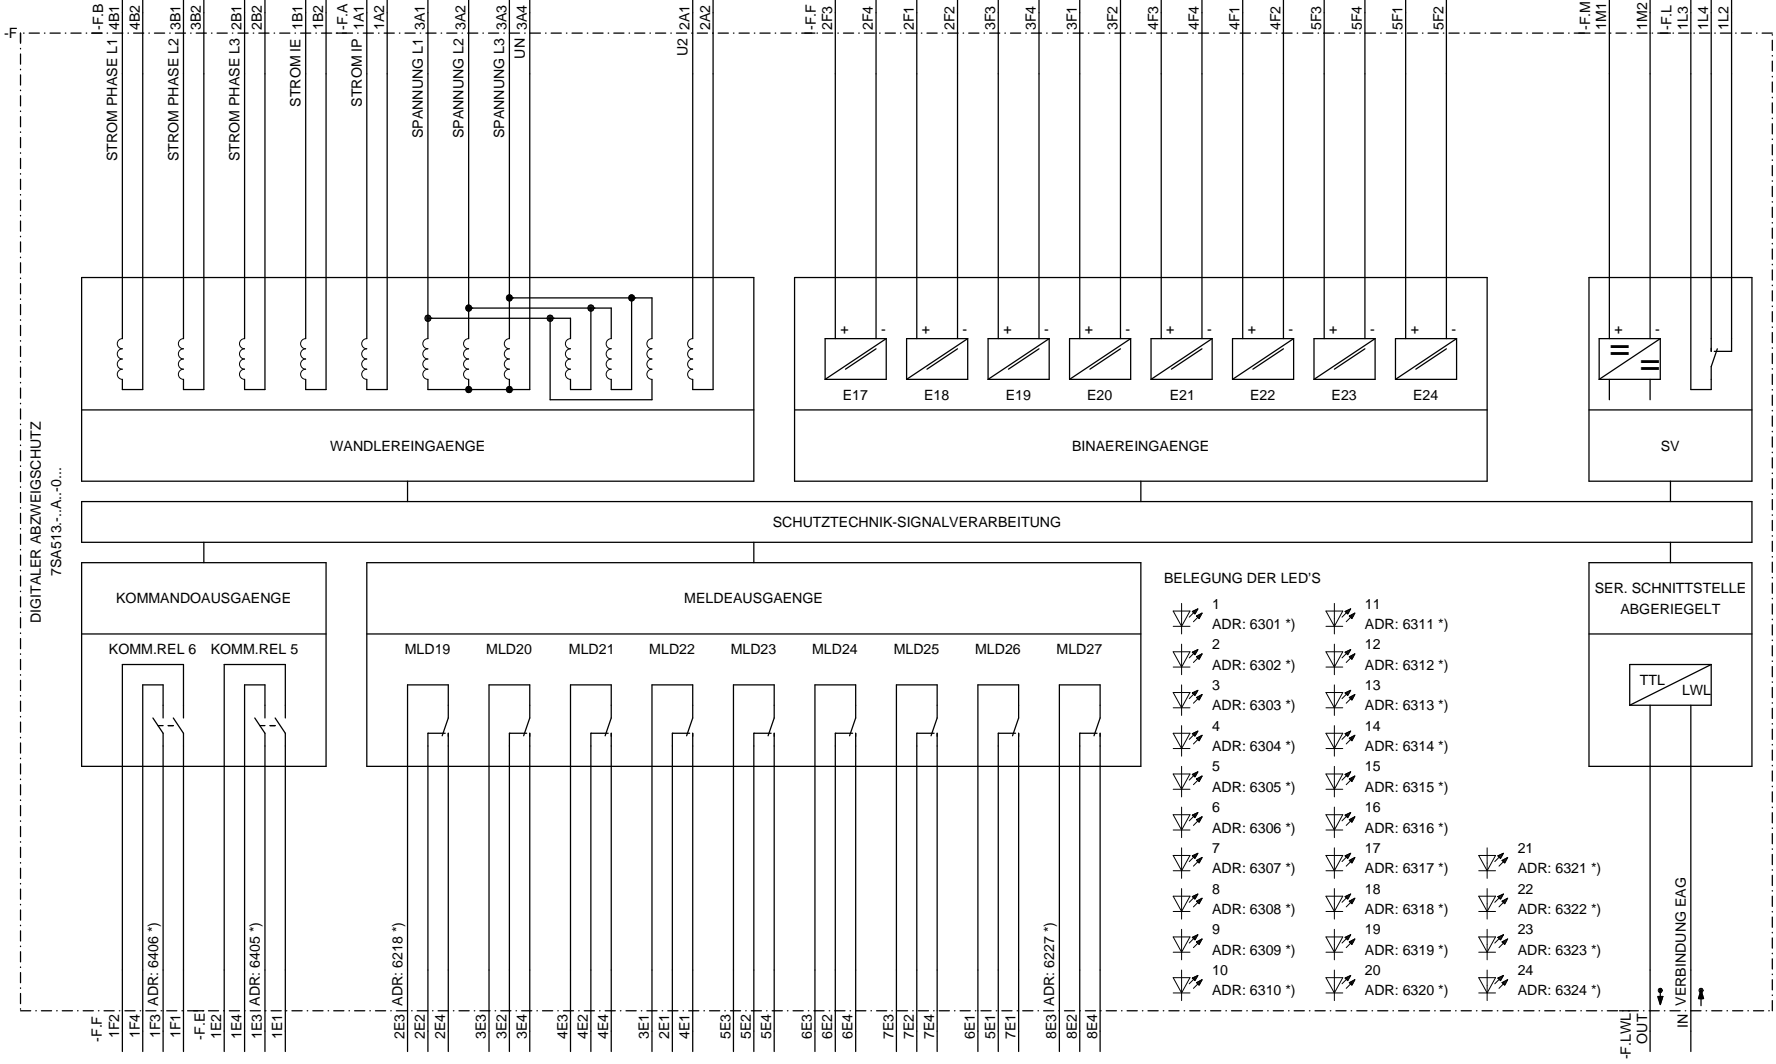 -F
-F.B
4B1
4B2
3B1
3B2
2B1
2B2
1B1
1B2
-F.A
1A1
1A2
3A1
3A2
3A3
3A4
2A1
2A2
-F.F
2F3
2F4
2F1
2F2
3F3
3F4
3F1
3F2
4F3
4F4
4F1
4F2
5F3
5F4
5F1
5F2
-F.M
1M1
1M2
-F.L
1L3
1L4
1L2
STROM PHASE L1
STROM PHASE L2
STROM PHASE L3
STROM IE
STROM IP
SPANNUNG L1
SPANNUNG L2
SPANNUNG L3
UN
U2
+ - + - + - + - + - + - + - + - + -
E17 E18 E19 E20 E21 E22 E23 E24
WANDLEREINGAENGE
BINAEREINGAENGE
SV
DIGITALER ABZWEIGSCHUTZ
7SA513.-..A..-0...
SCHUTZTECHNIK-SIGNALVERARBEITUNG
KOMMANDOAUSGAENGE
KOMM.REL 6 KOMM.REL 5
MELDEAUSGAENGE
MLD19 MLD20 MLD21 MLD22 MLD23 MLD24 MLD25 MLD26 MLD27
BELEGUNG DER LED'S
1
ADR: 6301 *)
2
ADR: 6302 *)
3
ADR: 6303 *)
4
ADR: 6304 *)
5
ADR: 6305 *)
6
ADR: 6306 *)
7
ADR: 6307 *)
8
ADR: 6308 *)
9
ADR: 6309 *)
10
ADR: 6310 *)
11
ADR: 6311 *)
12
ADR: 6312 *)
13
ADR: 6313 *)
14
ADR: 6314 *)
15
ADR: 6315 *)
16
ADR: 6316 *)
17
ADR: 6317 *)
18
ADR: 6318 *)
19
ADR: 6319 *)
20
ADR: 6320 *)
21
ADR: 6321 *)
22
ADR: 6322 *)
23
ADR: 6323 *)
24
ADR: 6324 *)
SER. SCHNITTSTELLE
ABGERIEGELT
TTL
LWL
ADR: 6406 *)
ADR: 6405 *)
ADR: 6218 *)
ADR: 6227 *)
IN VERBINDUNG EAG
-F.F
1F2
1F4
1F3
1F1
-F.E
1E2
1E4
1E3
1E1
2E3
2E2
2E4
3E3
3E2
3E4
4E3
4E2
4E4
3E1
2E1
4E1
5E3
5E2
5E4
6E3
6E2
6E4
7E3
7E2
7E4
6E1
5E1
7E1
8E3
8E2
8E4
-F.LWL
OUT